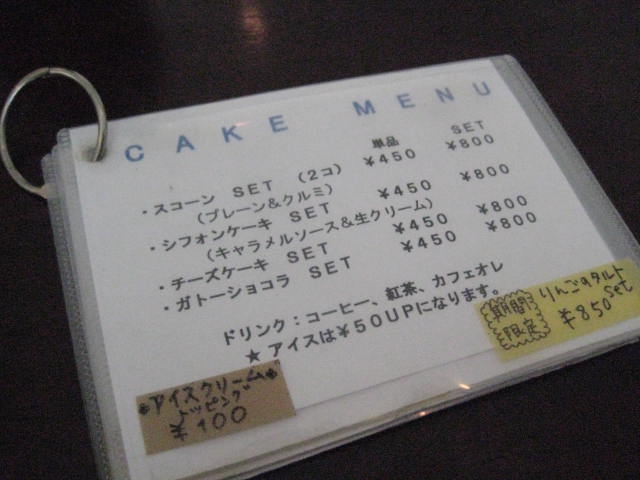 CAKE MENU
単品 SET
・スコーン SET (2コ) ¥450 ¥800
(プレーン&クルミ)
・シフォンケーキ SET ¥450 ¥800
(キャラメルソース&生クリーム)
・チーズケーキ SET ¥450 ¥800
・ガトーショコラ SET ¥450 ¥800
ドリンク:コーヒー、紅茶、カフェオレ
★アイスは¥50UPになります。
期間限定
りんごのタルト
set
¥850
*アイスクリーム*
トッピング
¥100